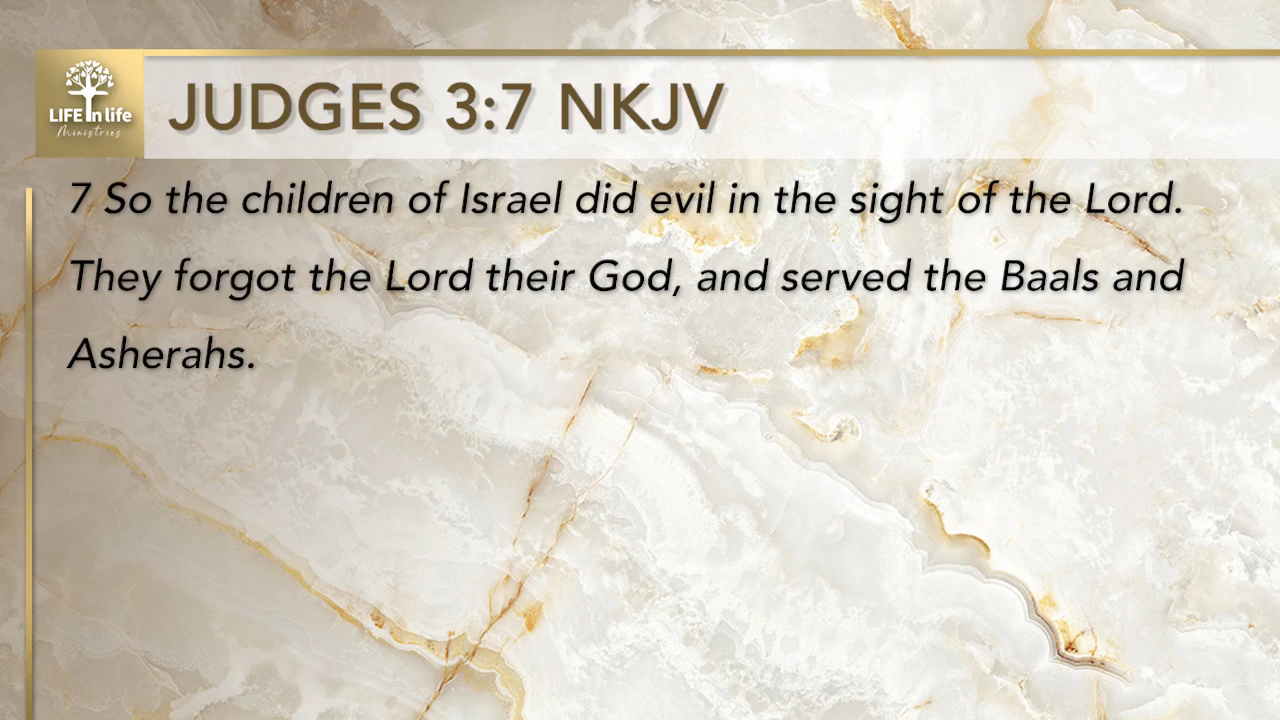 LIFE in life
Ministries
JUDGES 3:7 NKJV
7 So the children of Israel did evil in the sight of the Lord.
They forgot the Lord their God, and served the Baals and
Asherahs.